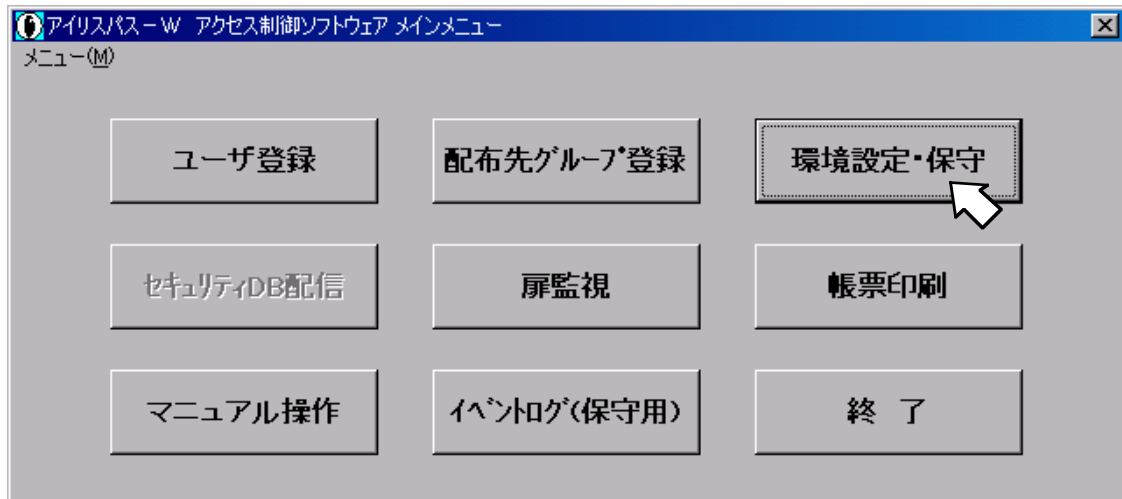 アイリスパス－W アクセス制御ソフトウェア メインメニュー
メニュー(M)
ユーザ登録
配布先グループ登録
環境設定・保守
セキュリティDB配信
扉監視
帳票印刷
マニュアル操作
イベントログ(保守用)
終 了